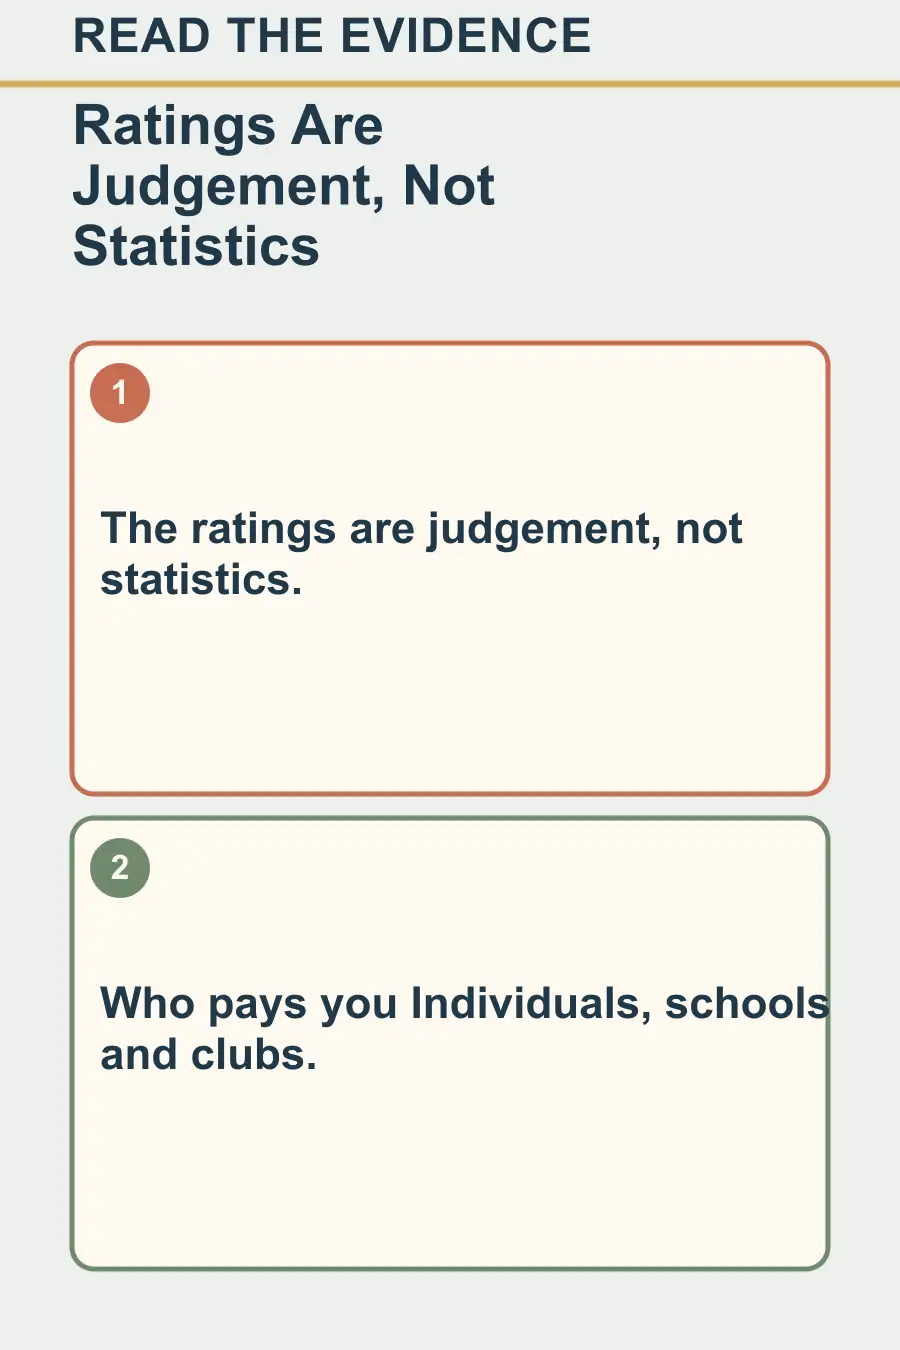 READ THE EVIDENCE
Ratings Are
Judgement, Not
Statistics
1
The ratings are judgement, not
statistics.
2
Who pays you Individuals, schools
and clubs.